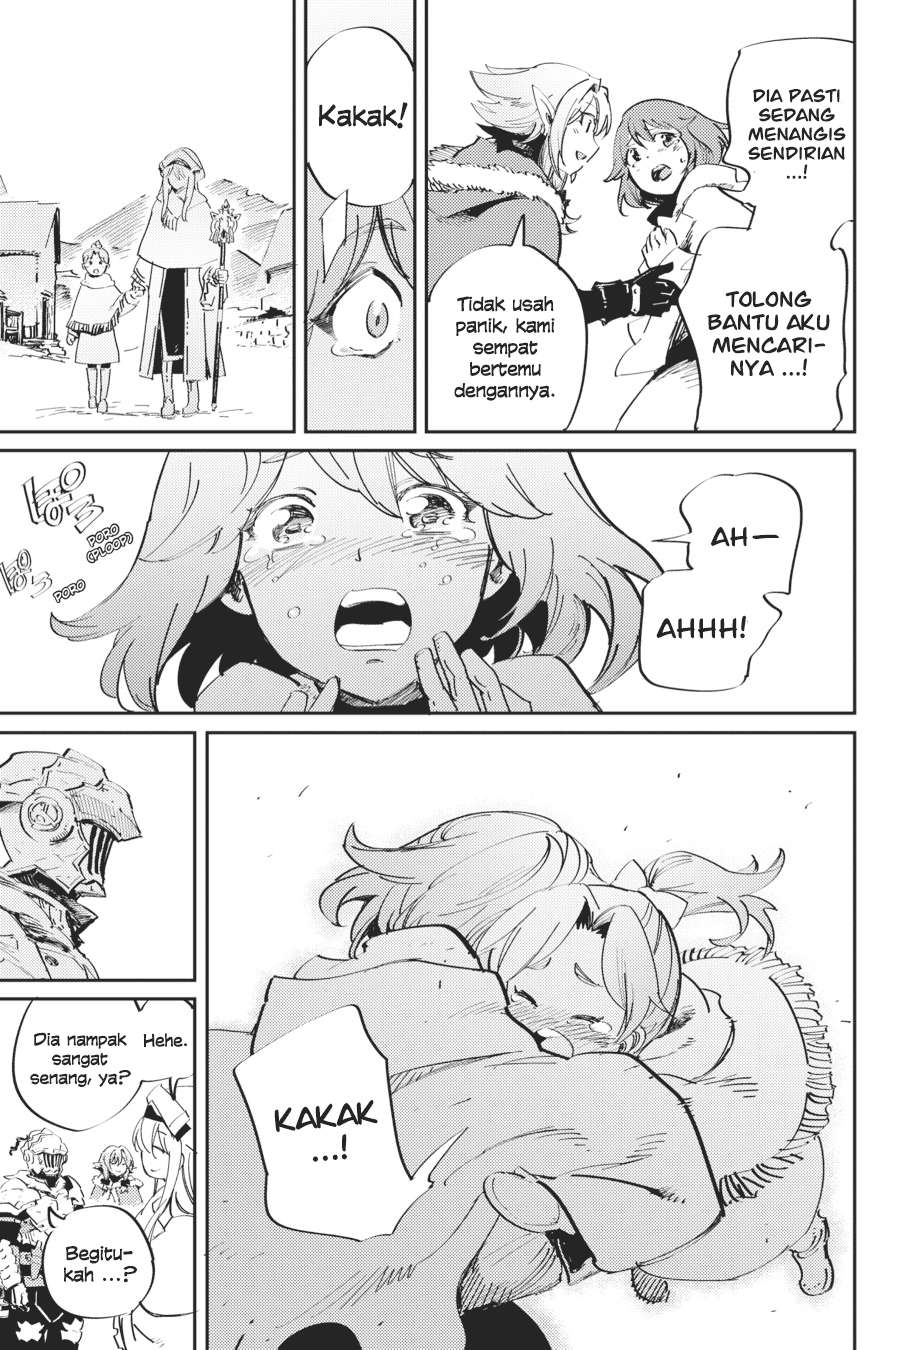 DIA PASTI
SEDANG
MENANGIS
SENDIRIAN
...!
TOLONG
BANTU AKU
MENCARI-
NYA ...!
Tidak usah
panik, kami
sempat
bertemu
dengannya.
Kakak!
AH—
AHHH!
PORO
(PLOOP)
PORO
KAKAK
...!
Hehe.
Dia nampak
sangat
senang, ya?
Begitu-
kah ...?